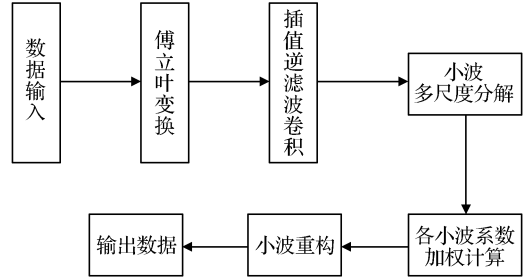 数据输入
傅立叶变换
插值逆滤波卷积
小波
多尺度分解
各小波系数
加权计算
小波重构
输出数据